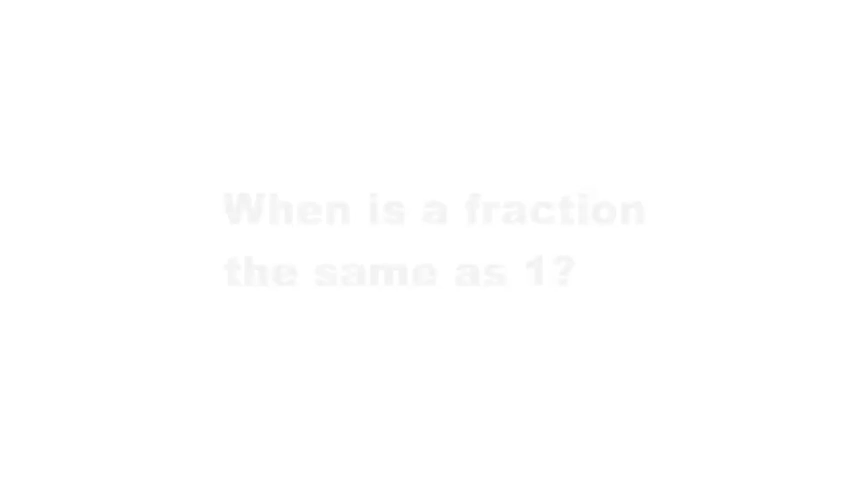 When is a fraction
the same as 1?